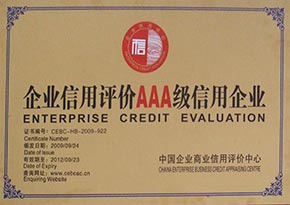 信
企业信用评价AAA级信用企业
ENTERPRISE CREDIT EVALUATION
证书编号：CEBC-HB-2009-922
Certificate Number
颁发日期：2009/09/24
Date of Issue
有效期至：2012/09/23
Date of Expiry
查询网址：www.cebcsc.cn
Enquiring Website
中国企业商业信用评价中心
CHINA ENTERPRISE BUSINESS CREDIT APPRAISING CENTRE